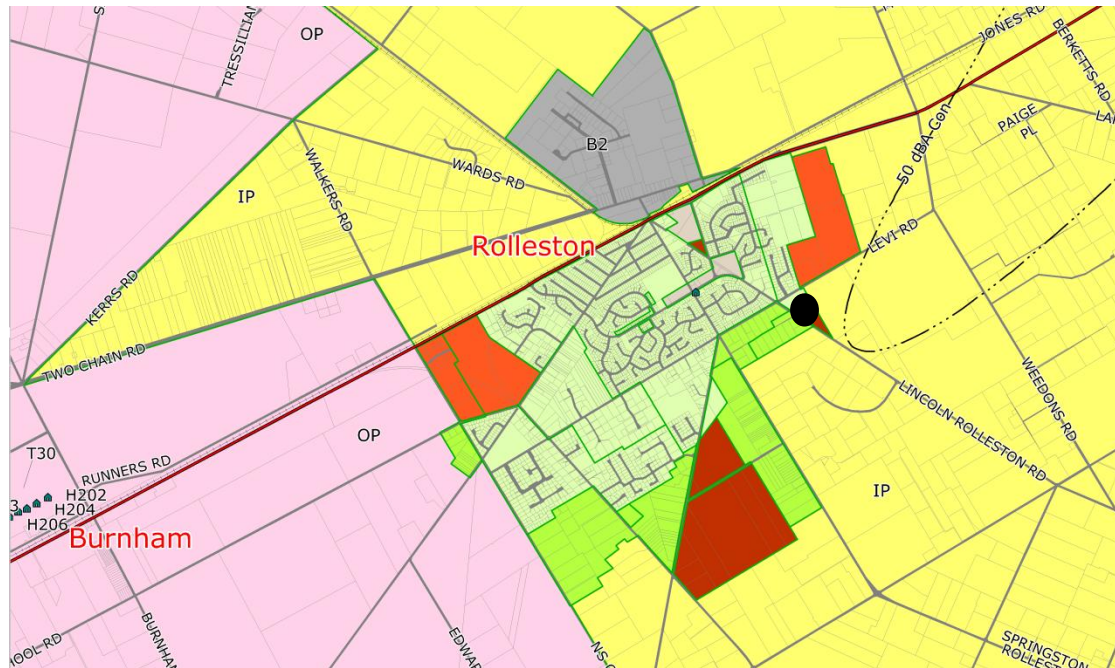 OP
TRESSILLIAN
JONES RD
BERKETTS RD
PAIGE
PL
50 dBA Con
B2
WARDS RD
WALKERS RD
IP
LEVI RD
Rolleston
KERRS RD
TWO CHAIN RD
WEEDONS RD
LINCOLN ROLLESTON RD
OP
T30
RUNNERS RD
H202
H204
H206
IP
Burnham
SPRINGSTON
ROLLES